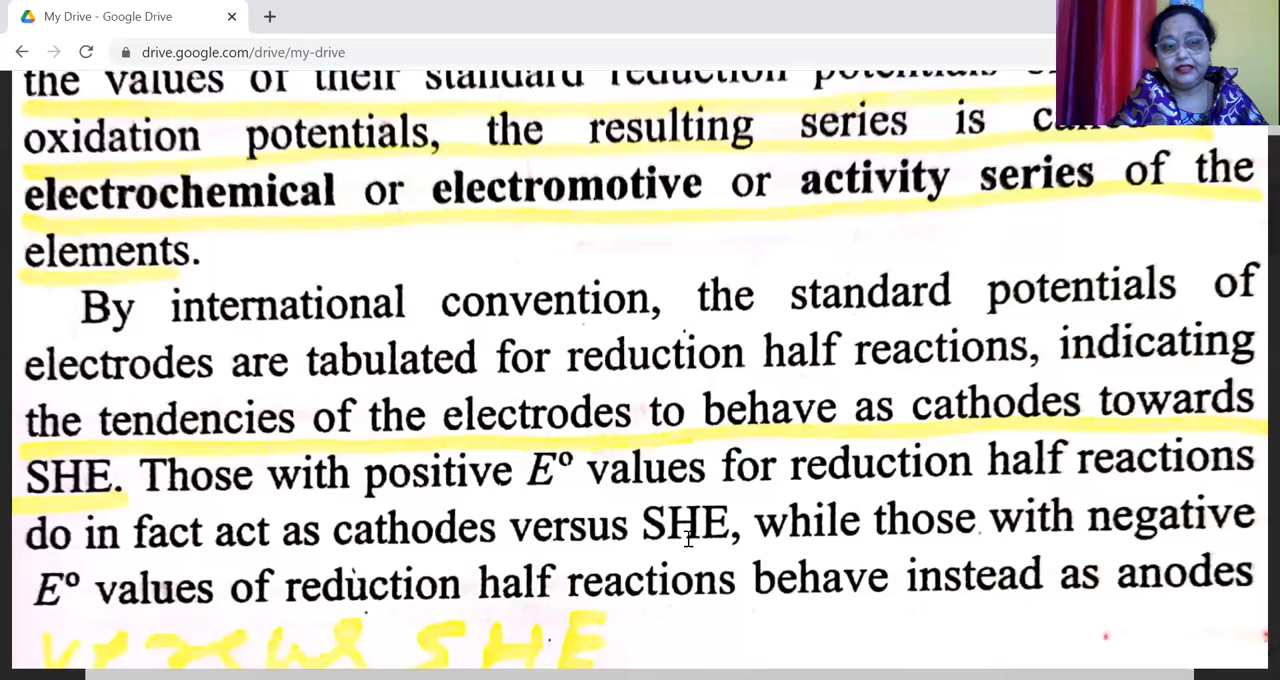 My Drive - Google Drive
drive.google.com/drive/my-drive
the values of their standard reduction
oxidation potentials, the resulting series is
electrochemical or electromotive or activity series of the
elements.
By international convention, the standard potentials of
electrodes are tabulated for reduction half reactions, indicating
the tendencies of the electrodes to behave as cathodes towards
SHE. Those with positive Eº values for reduction half reactions
do in fact act as cathodes versus SHE, while those with negative
Eº values of reduction half reactions behave instead as anodes
versus SHE